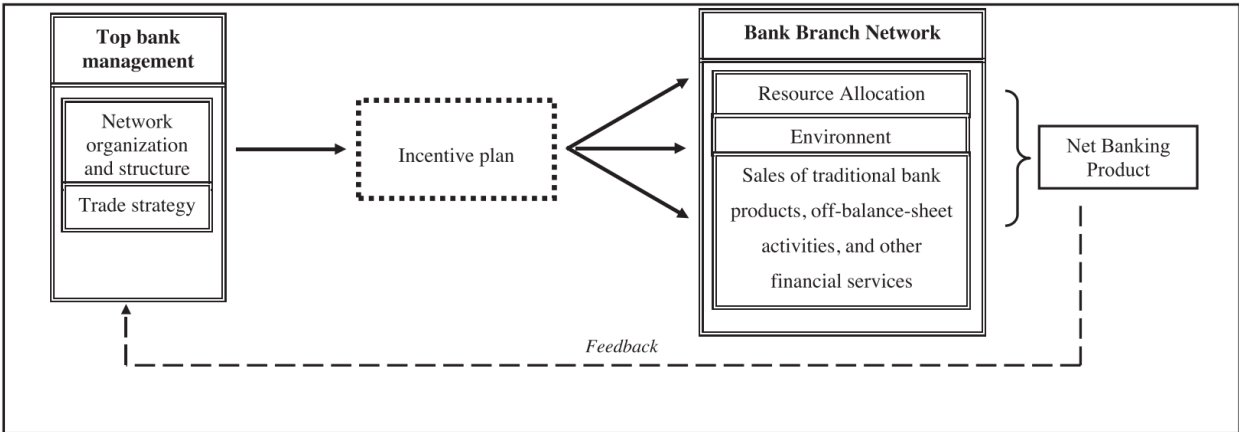 Top bank
management
Network
organization
and structure
Trade strategy
Incentive plan
Bank Branch Network
Resource Allocation
Environment
Sales of traditional bank
products, off-balance-sheet
activities, and other
financial services
Net Banking
Product
Feedback